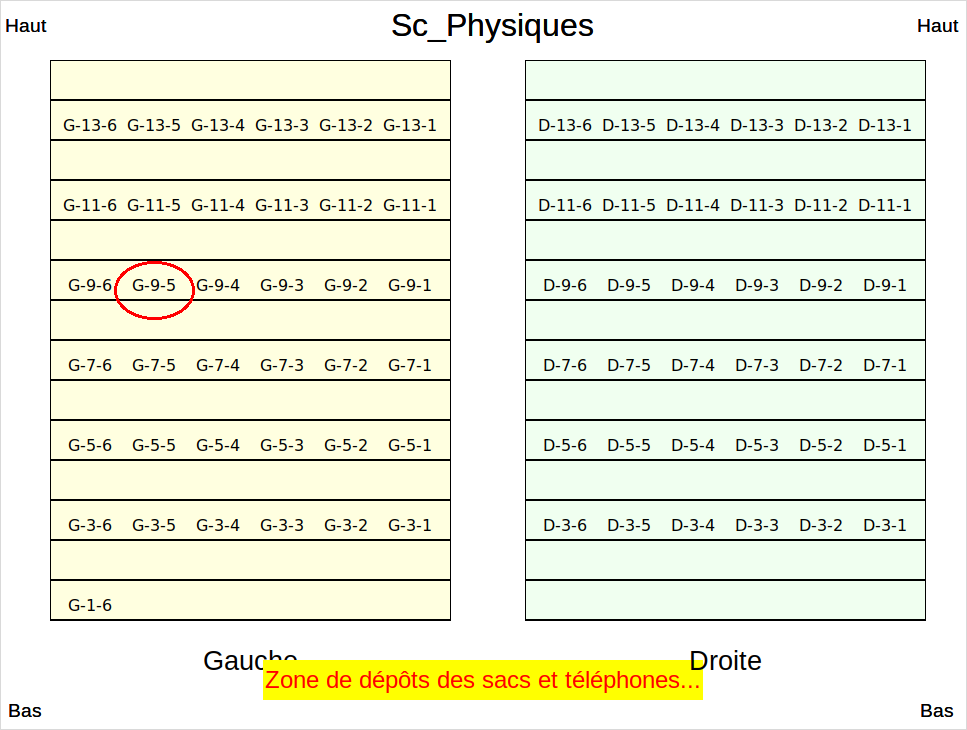 Sc_Physiques
Haut Haut
G-13-6 G-13-5 G-13-4 G-13-3 G-13-2 G-13-1 D-13-6 D-13-5 D-13-4 D-13-3 D-13-2 D-13-1
G-11-6 G-11-5 G-11-4 G-11-3 G-11-2 G-11-1 D-11-6 D-11-5 D-11-4 D-11-3 D-11-2 D-11-1
G-9-6 G-9-5 G-9-4 G-9-3 G-9-2 G-9-1 D-9-6 D-9-5 D-9-4 D-9-3 D-9-2 D-9-1
G-7-6 G-7-5 G-7-4 G-7-3 G-7-2 G-7-1 D-7-6 D-7-5 D-7-4 D-7-3 D-7-2 D-7-1
G-5-6 G-5-5 G-5-4 G-5-3 G-5-2 G-5-1 D-5-6 D-5-5 D-5-4 D-5-3 D-5-2 D-5-1
G-3-6 G-3-5 G-3-4 G-3-3 G-3-2 G-3-1 D-3-6 D-3-5 D-3-4 D-3-3 D-3-2 D-3-1
G-1-6
Gauche Droite
Zone de dépôts des sacs et téléphones...
Bas Bas